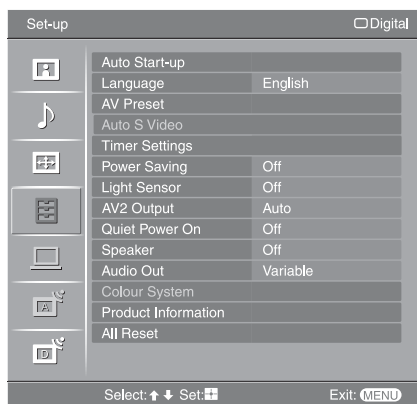 Set-up Digital
Auto Start-up
Language English
AV Preset
Auto S Video
Timer Settings
Power Saving Off
Light Sensor Off
AV2 Output Auto
Quiet Power On Off
Speaker Off
Audio Out Variable
Colour System
Product Information
All Reset
A
D
Select: Set: Exit: MENU